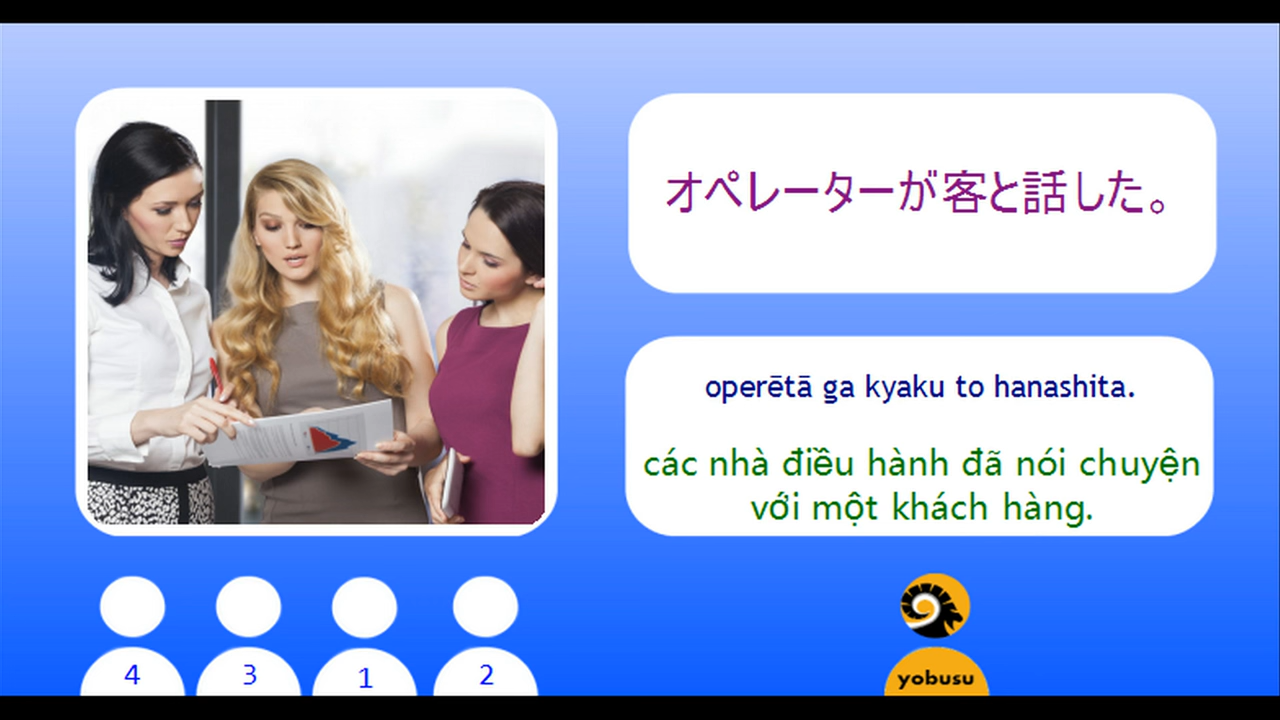 オペレーターが客と話した。
operētā ga kyaku to hanashita.
các nhà điều hành đã nói chuyện
với một khách hàng.
4
3
1
2
yobusu